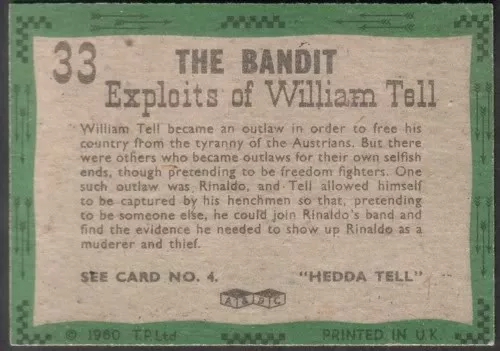 33 THE BANDIT
Exploits of William Tell
William Tell became an outlaw in order to free his
country from the tyranny of the Austrians. But there
were others who became outlaws for their own selfish
ends, though pretending to be freedom fighters. One
such outlaw was Rinaldo, and Tell allowed himself
to be captured by his henchmen so that, pretending
to be someone else, he could join Rinaldo's band and
find the evidence he needed to show up Rinaldo as a
muderer and thief.
SEE CARD NO. 4. "HEDDA TELL"
A & B C
© 1960 T.P. Ltd PRINTED IN U.K.